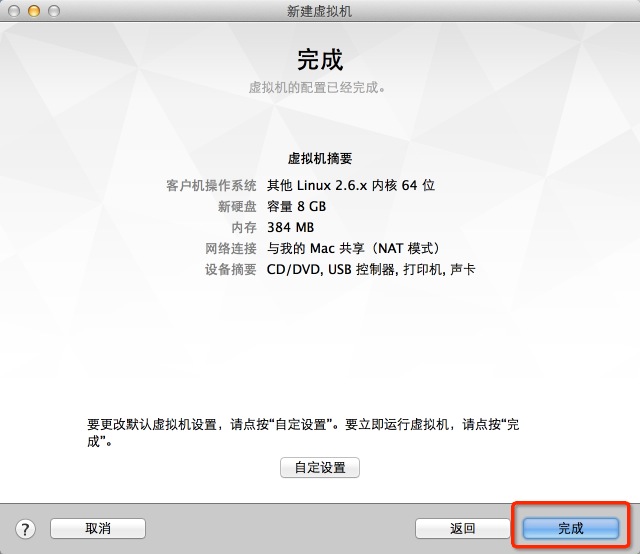 新建虚拟机
完成
虚拟机的配置已经完成。
虚拟机摘要
客户机操作系统 其他 Linux 2.6.x 内核 64 位
新硬盘 容量 8 GB
内存 384 MB
网络连接 与我的 Mac 共享（NAT 模式）
设备摘要 CD/DVD, USB 控制器, 打印机, 声卡
要更改默认虚拟机设置，请点按“自定设置”。要立即运行虚拟机，请点按“完
成”。
自定设置
? 取消 返回 完成